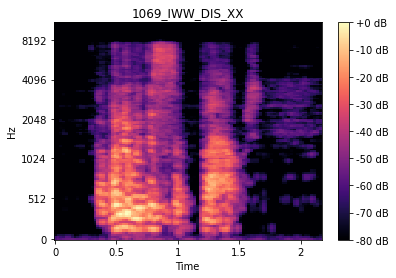 1069_IWW_DIS_XX
8192
4096
2048
1024
512
0
Hz
0
0.5
1
1.5
2
Time
+0 dB
-10 dB
-20 dB
-30 dB
-40 dB
-50 dB
-60 dB
-70 dB
-80 dB